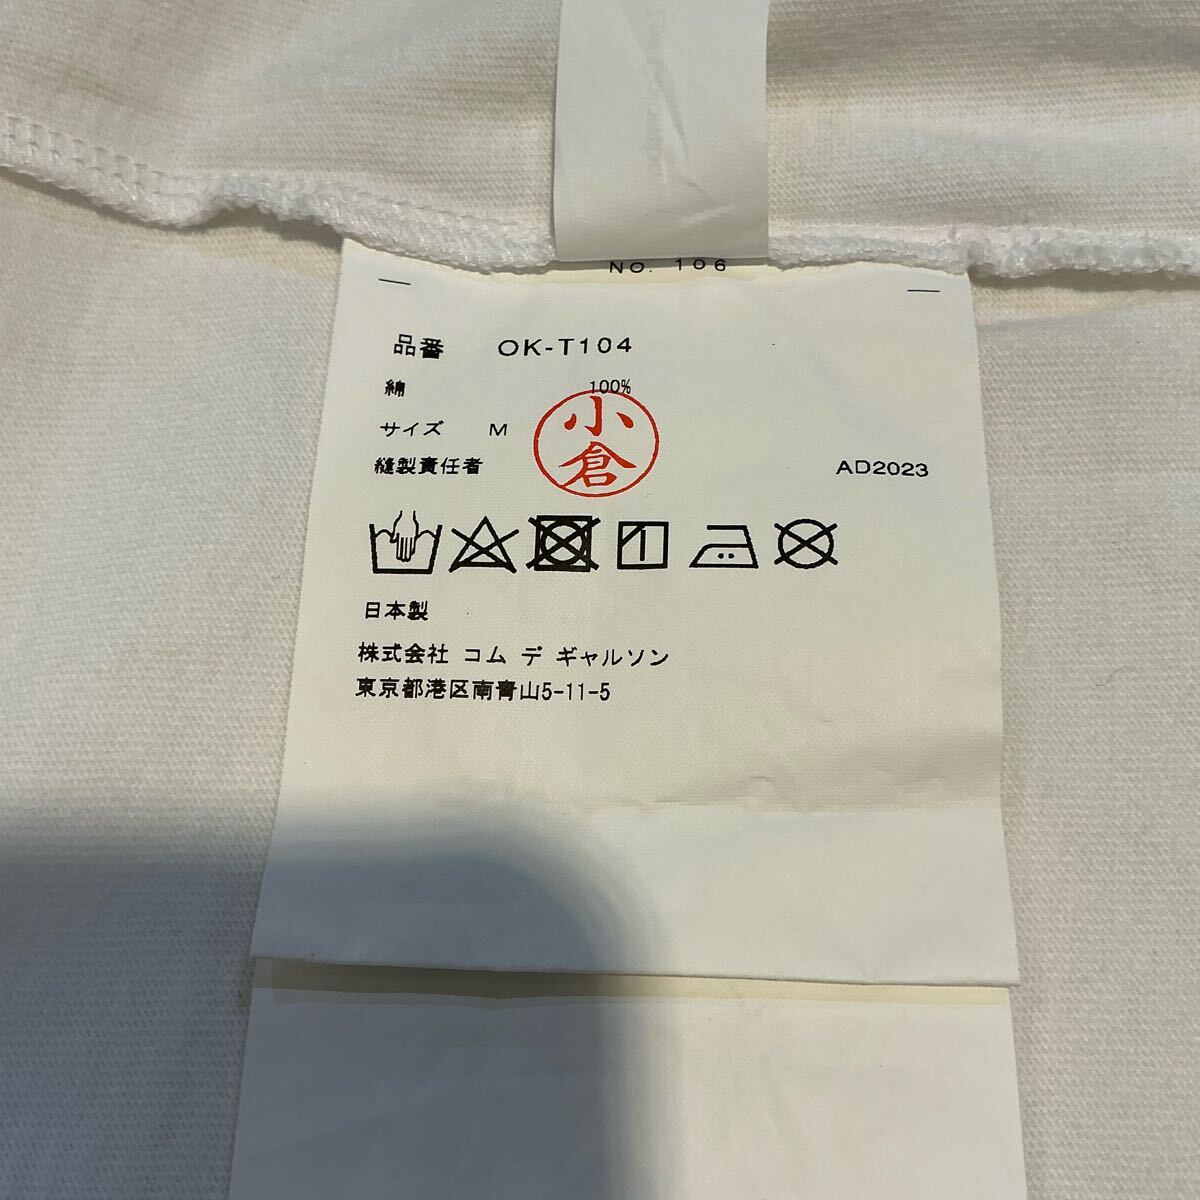 NO. 106
品番 OK-T104
綿 100%
サイズ M
小倉
縫製責任者 AD2023
日本製
株式会社 コム デ ギャルソン
東京都港区南青山5-11-5